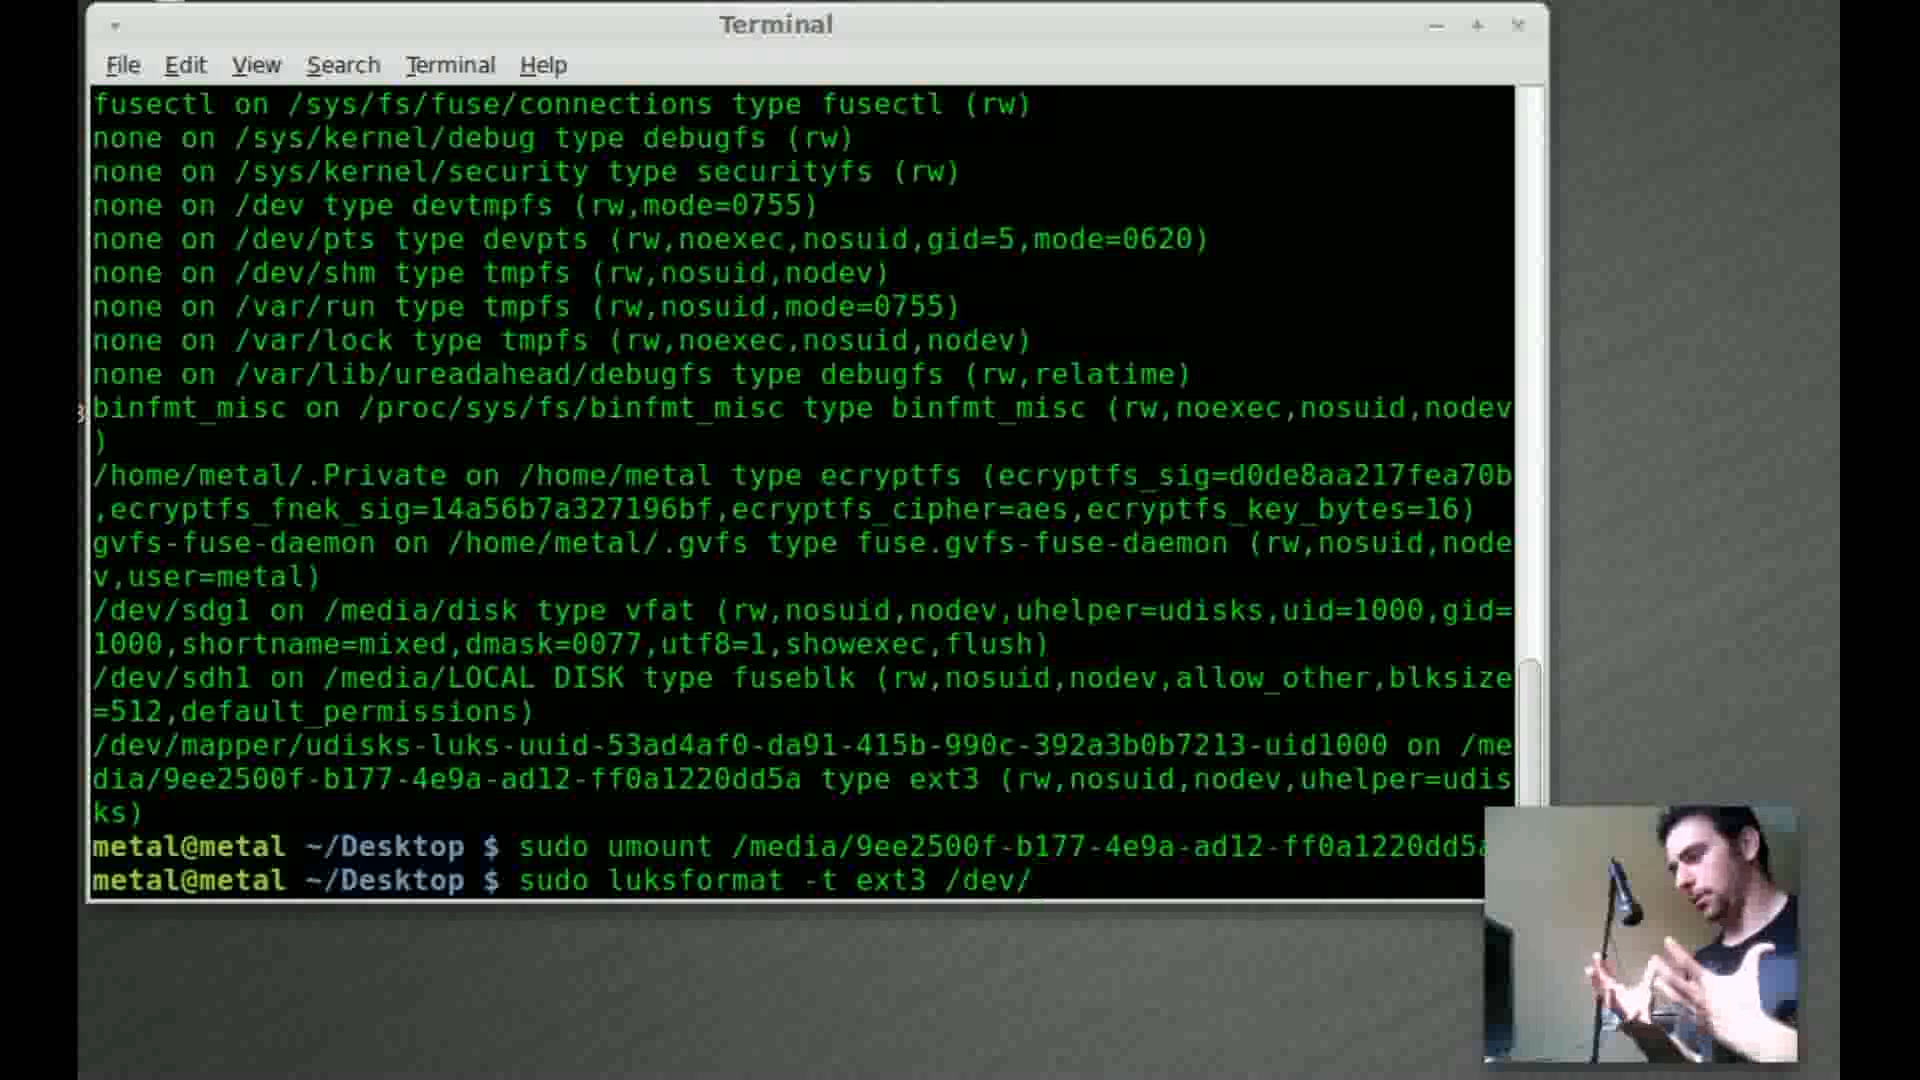 Terminal
File Edit View Search Terminal Help
fusectl on /sys/fs/fuse/connections type fusectl (rw)
none on /sys/kernel/debug type debugfs (rw)
none on /sys/kernel/security type securityfs (rw)
none on /dev type devtmpfs (rw,mode=0755)
none on /dev/pts type devpts (rw,noexec,nosuid,gid=5,mode=0620)
none on /dev/shm type tmpfs (rw,nosuid,nodev)
none on /var/run type tmpfs (rw,nosuid,mode=0755)
none on /var/lock type tmpfs (rw,noexec,nosuid,nodev)
none on /var/lib/ureadahead/debugfs type debugfs (rw,relatime)
binfmt_misc on /proc/sys/fs/binfmt_misc type binfmt_misc (rw,noexec,nosuid,nodev
)
/home/metal/.Private on /home/metal type ecryptfs (ecryptfs_sig=d0de8aa217fea70b
,ecryptfs_fnek_sig=14a56b7a327196bf,ecryptfs_cipher=aes,ecryptfs_key_bytes=16)
gvfs-fuse-daemon on /home/metal/.gvfs type fuse.gvfs-fuse-daemon (rw,nosuid,node
v,user=metal)
/dev/sdg1 on /media/disk type vfat (rw,nosuid,nodev,uhelper=udisks,uid=1000,gid=
1000,shortname=mixed,dmask=0077,utf8=1,showexec,flush)
/dev/sdh1 on /media/LOCAL DISK type fuseblk (rw,nosuid,nodev,allow_other,blksize
=512,default_permissions)
/dev/mapper/udisks-luks-uuid-53ad4af0-da91-415b-990c-392a3b0b7213-uid1000 on /me
dia/9ee2500f-b177-4e9a-ad12-ff0a1220dd5a type ext3 (rw,nosuid,nodev,uhelper=udis
ks)
metal@metal ~/Desktop $ sudo umount /media/9ee2500f-b177-4e9a-ad12-ff0a1220dd5a
metal@metal ~/Desktop $ sudo luksformat -t ext3 /dev/